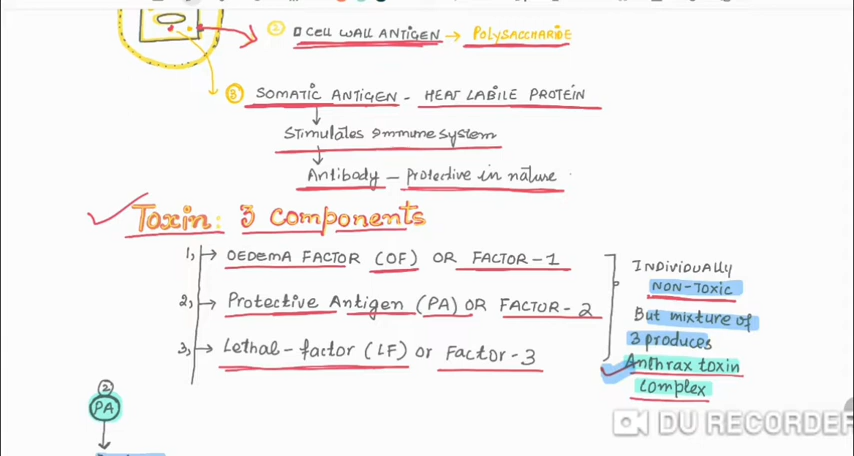 ② CELL WALL ANTIGEN → POLYSACCHARIDE
③ SOMATIC ANTIGEN - HEAT LABILE PROTEIN
Stimulates immune system
Antibody - protective in nature
Toxin: 3 components
1, → OEDEMA FACTOR (OF) OR FACTOR-1
2, → Protective Antigen (PA) OR FACTOR-2
3, → Lethal-factor (LF) or Factor-3
INDIVIDUALLY
NON-TOXIC
But mixture of
3 produces
Anthrax toxin
complex
②
PA
DU RECORDER